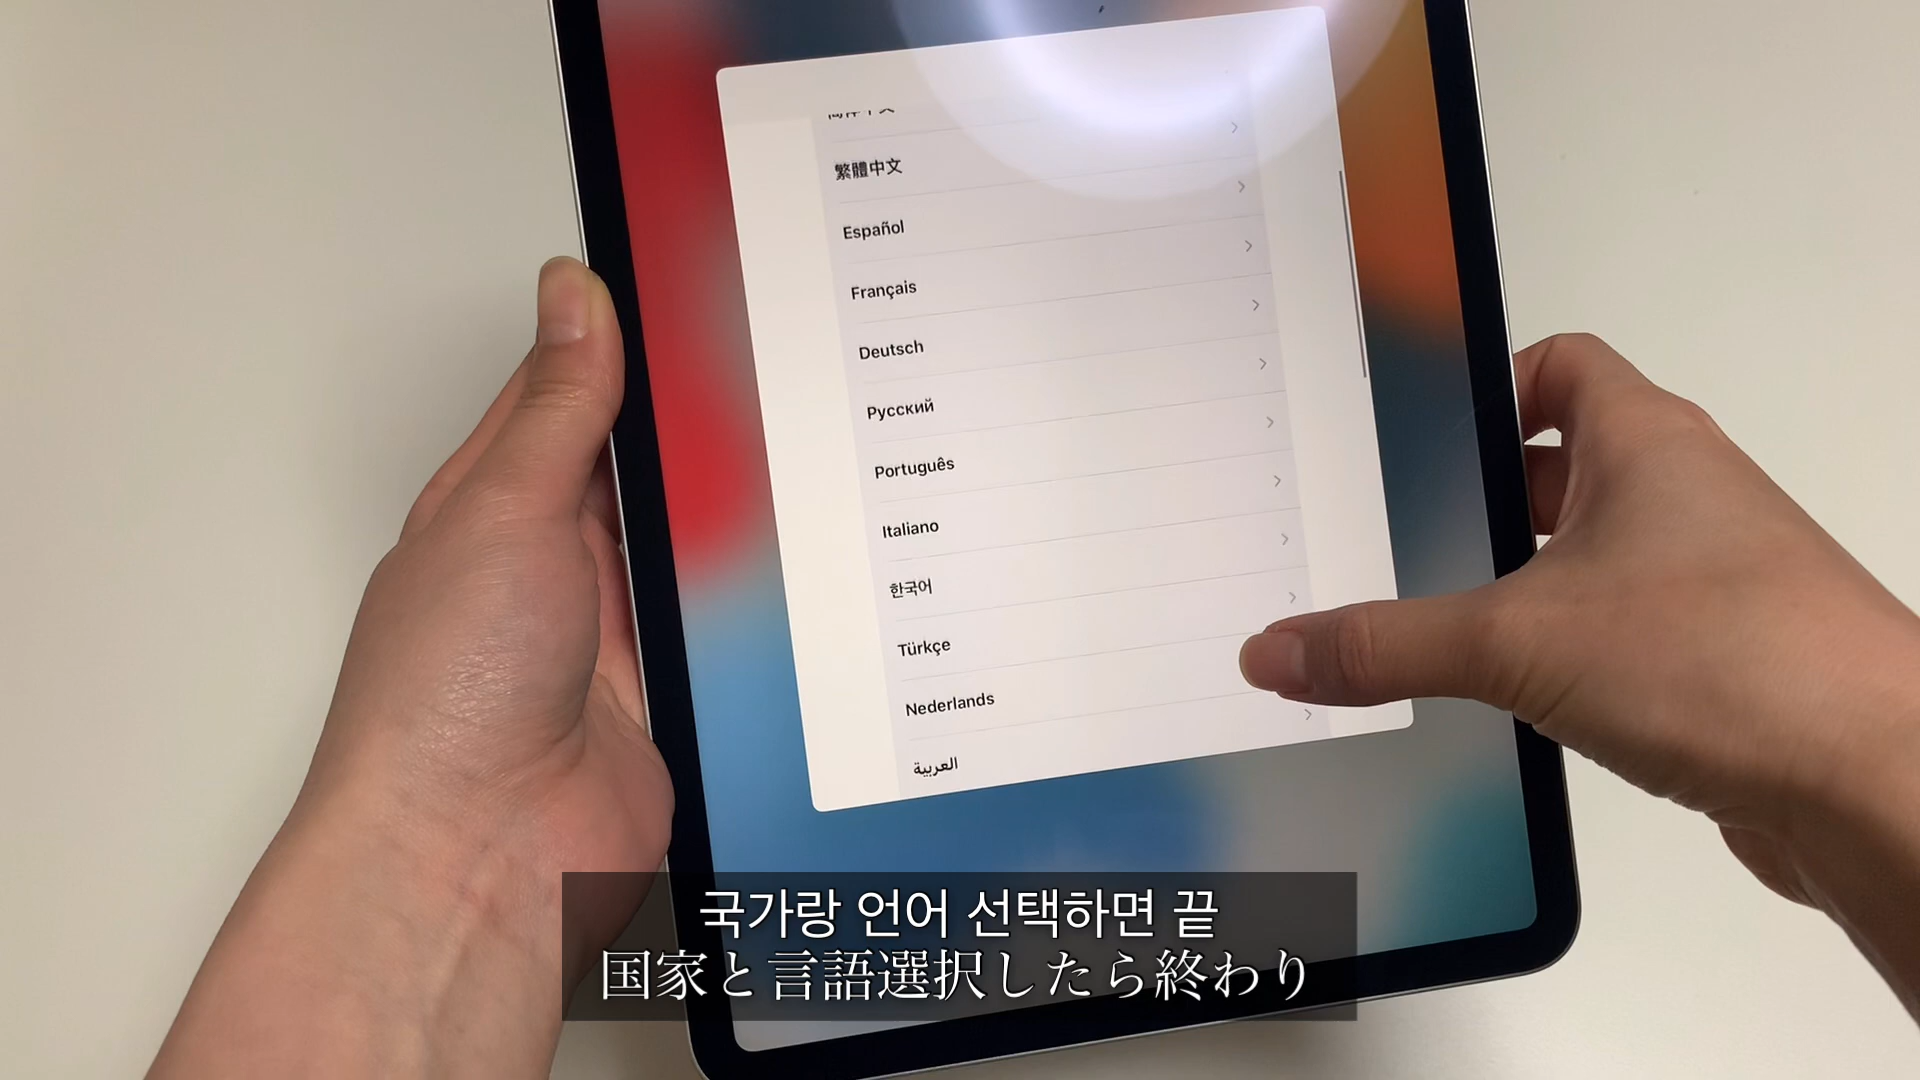 繁體中文
Español
Français
Deutsch
Русский
Português
Italiano
한국어
Türkçe
Nederlands
العربية
국가랑 언어 선택하면 끝
国家と言語選択したら終わり